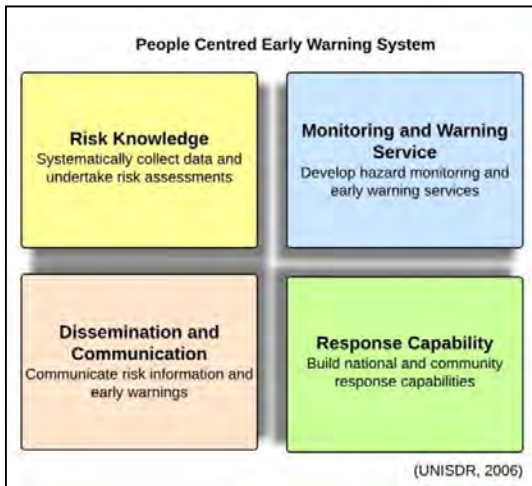 People Centred Early Warning System
Risk Knowledge
Systematically collect data and
undertake risk assessments
Monitoring and Warning
Service
Develop hazard monitoring and
early warning services
Dissemination and
Communication
Communicate risk information and
early warnings
Response Capability
Build national and community
response capabilities
(UNISDR, 2006)